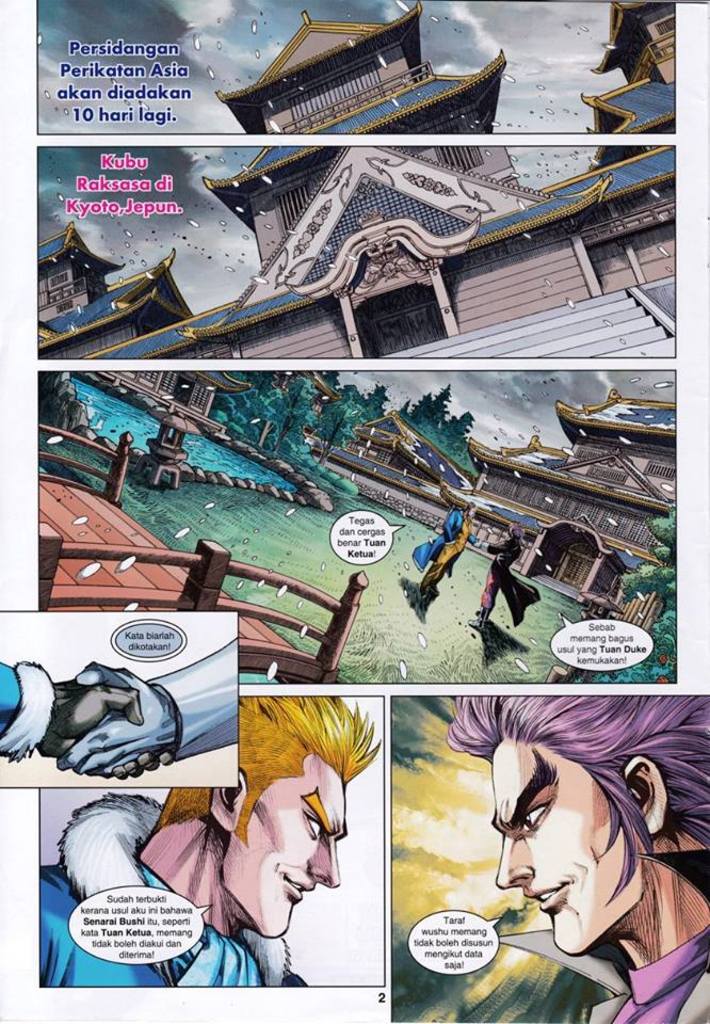 Persidangan
Perikatan Asia
akan diadakan
10 hari lagi.
Kubu
Raksasa di
Kyoto,Jepun.
Tegas
dan cergas
benar Tuan
Ketua!
Sebab
memang bagus
usul yang Tuan Duke
kemukakan!
Kata biarlah
dikotakan!
Sudah terbukti
kerana usul aku ini bahawa
Senarai Bushi itu, seperti
kata Tuan Ketua, memang
tidak boleh diakui dan
diterima!
Taraf
wushu memang
tidak boleh disusun
mengikut data
saja!
2